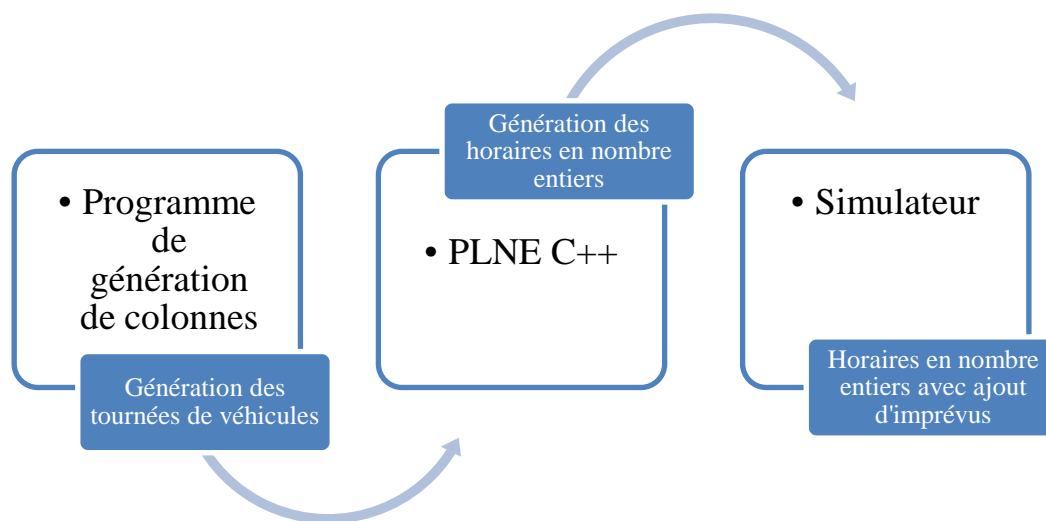 • Programme
de
génération
de colonnes
Génération des
tournées de véhicules
Génération des
horaires en nombre
entiers
• PLNE C++
• Simulateur
Horaires en nombre
entiers avec ajout
d'imprévus